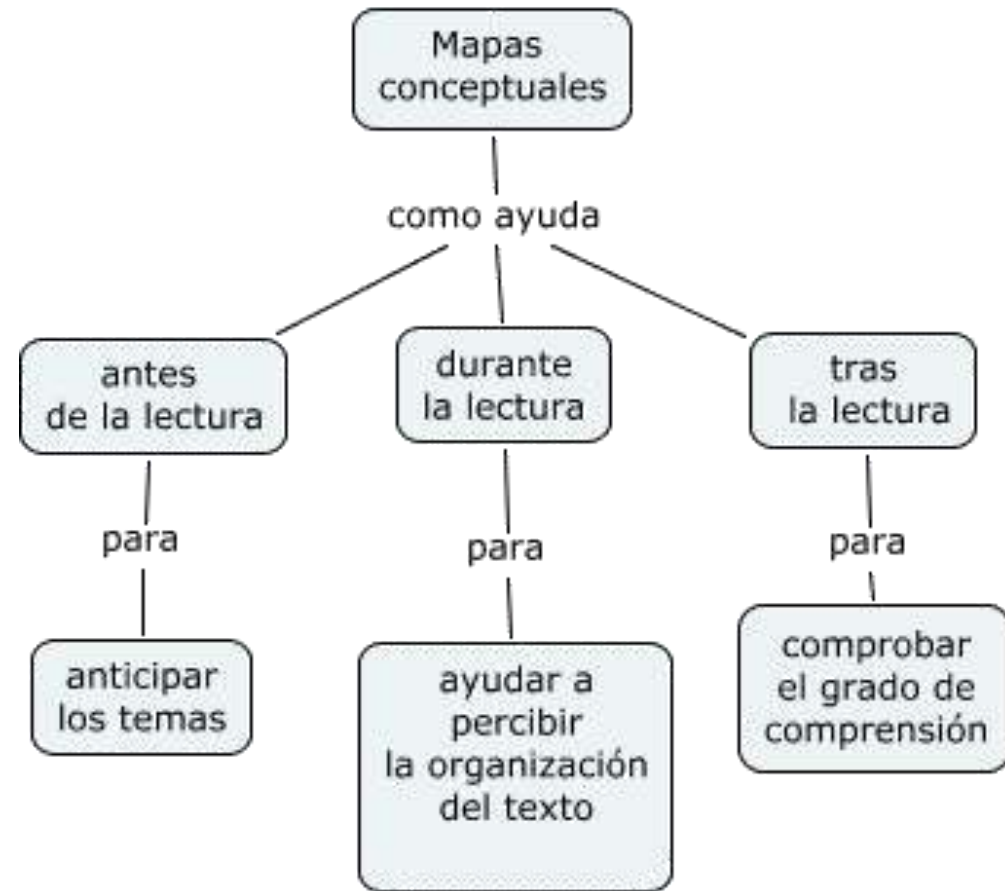 Mapas
conceptuales
como ayuda
antes
de la lectura
para
anticipar
los temas
durante
la lectura
para
ayudar a
percibir
la organización
del texto
tras
la lectura
para
comprobar
el grado de
comprensión